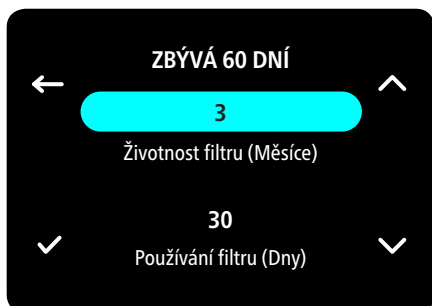 ZBÝVÁ 60 DNÍ
3
Životnost filtru (Měsíce)
30
Používání filtru (Dny)